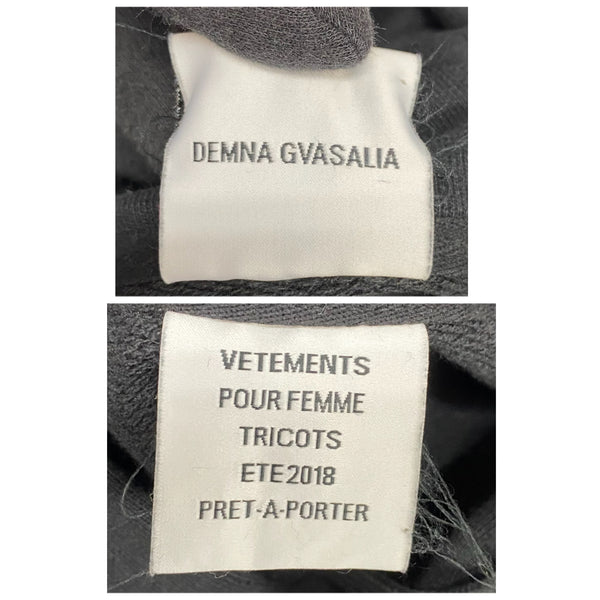 DEMNA GVASALIA
VETEMENTS
POUR FEMME
TRICOTS
ETE 2018
PRET-A-PORTER